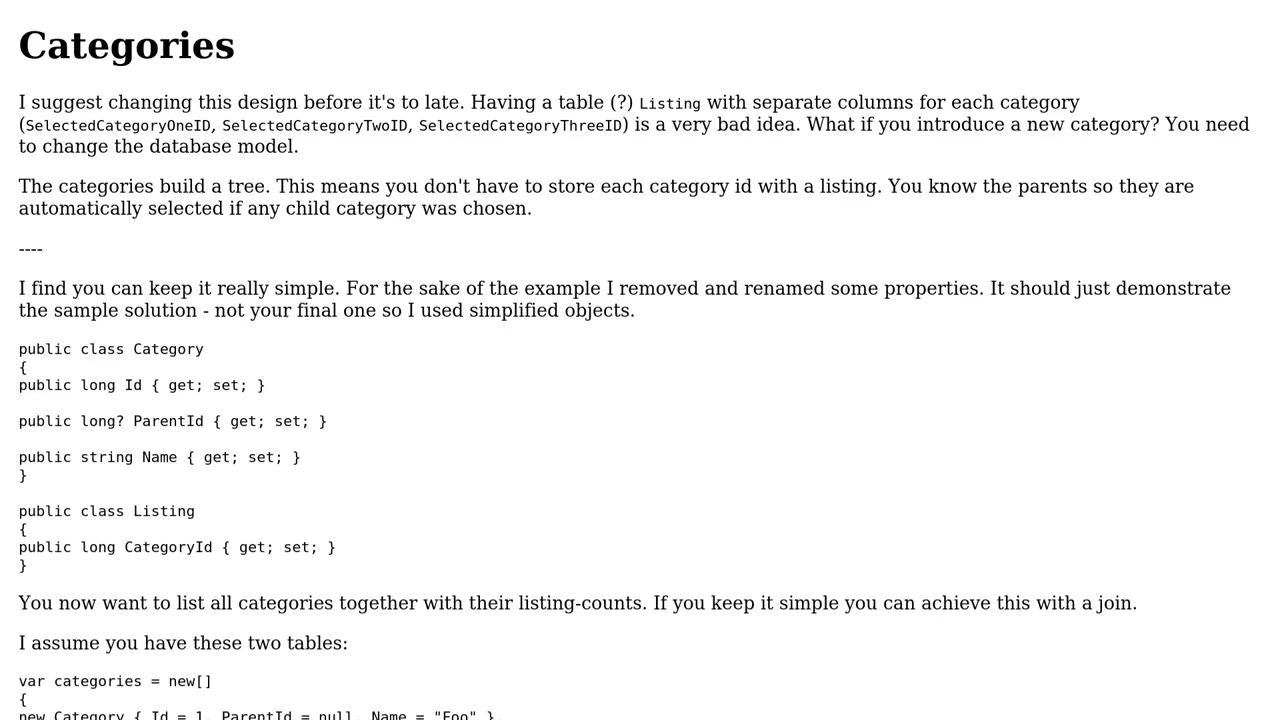 Categories
I suggest changing this design before it's to late. Having a table (?) Listing with separate columns for each category
(SelectedCategoryOneID, SelectedCategoryTwoID, SelectedCategoryThreeID) is a very bad idea. What if you introduce a new category? You need
to change the database model.
The categories build a tree. This means you don't have to store each category id with a listing. You know the parents so they are
automatically selected if any child category was chosen.
----
I find you can keep it really simple. For the sake of the example I removed and renamed some properties. It should just demonstrate
the sample solution - not your final one so I used simplified objects.
public class Category
{
public long Id { get; set; }
public long? ParentId { get; set; }
public string Name { get; set; }
}
public class Listing
{
public long CategoryId { get; set; }
}
You now want to list all categories together with their listing-counts. If you keep it simple you can achieve this with a join.
I assume you have these two tables:
var categories = new[]
{
new Category { Id = 1, ParentId = null, Name = "Foo" },